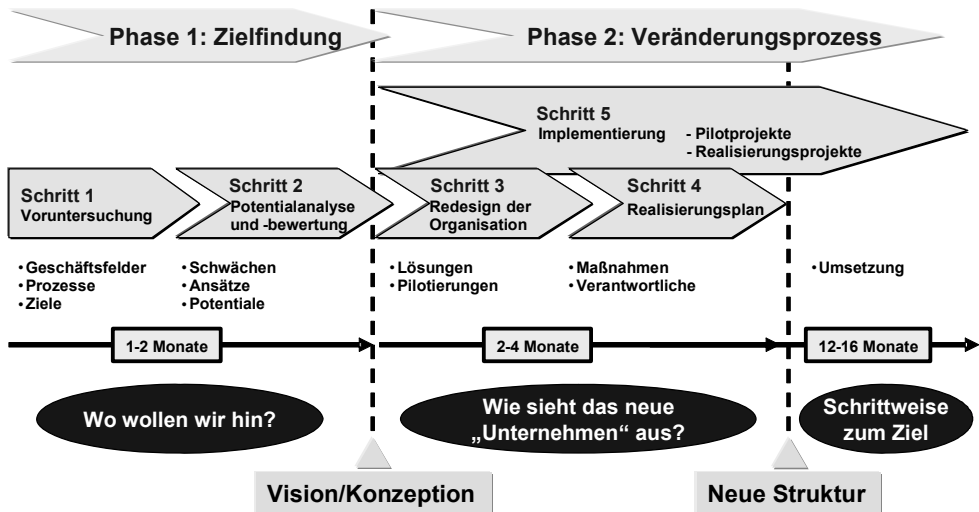 Phase 1: Zielfindung
Phase 2: Veränderungsprozess
Schritt 5
Implementierung
- Pilotprojekte
- Realisierungsprojekte
Schritt 1
Voruntersuchung
Schritt 2
Potentialanalyse
und -bewertung
Schritt 3
Redesign der
Organisation
Schritt 4
Realisierungsplan
• Geschäftsfelder
• Prozesse
• Ziele
• Schwächen
• Ansätze
• Potentiale
• Lösungen
• Pilotierungen
• Maßnahmen
• Verantwortliche
• Umsetzung
1-2 Monate
2-4 Monate
12-16 Monate
Wo wollen wir hin?
Wie sieht das neue
„Unternehmen“ aus?
Schrittweise
zum Ziel
Vision/Konzeption
Neue Struktur